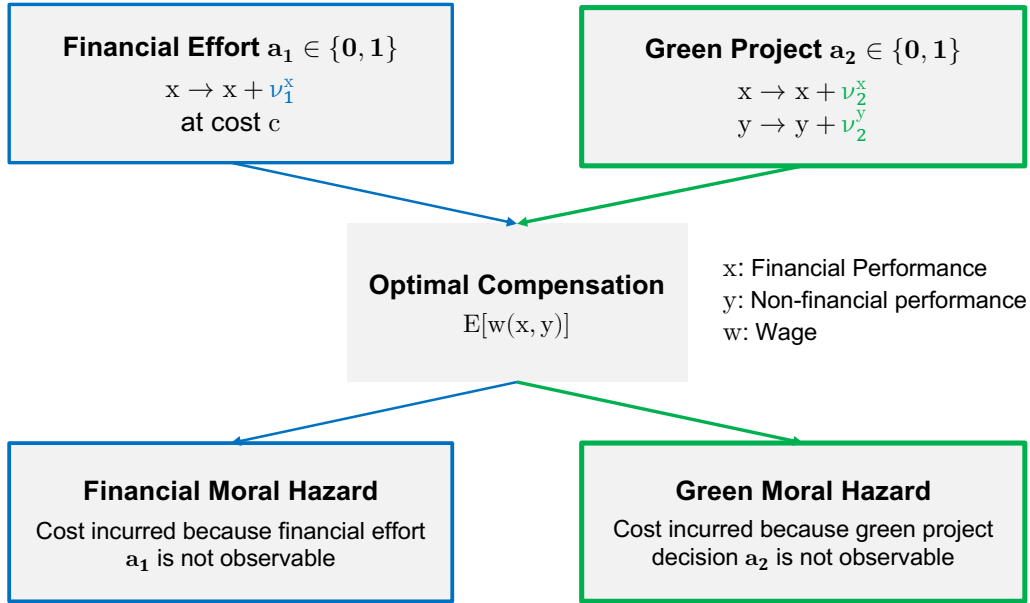 Financial Effort a₁ ∈ {0, 1}
x → x + ν₁ˣ
at cost c
Green Project a₂ ∈ {0, 1}
x → x + ν₂ˣ
y → y + ν₂ʸ
Optimal Compensation
E[w(x, y)]
x: Financial Performance
y: Non-financial performance
w: Wage
Financial Moral Hazard
Cost incurred because financial effort
a₁ is not observable
Green Moral Hazard
Cost incurred because green project
decision a₂ is not observable